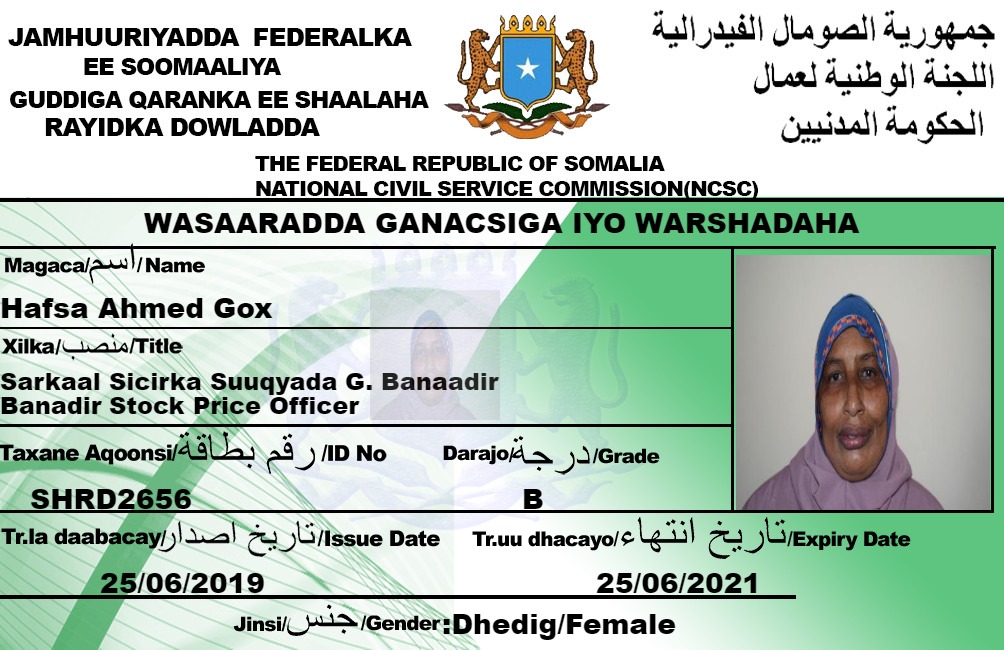 JAMHUURIYADDA FEDERALKA
EE SOOMAALIYA
GUDDIGA QARANKA EE SHAALAHA
RAYIDKA DOWLADDA
جمهورية الصومال الفيدرالية
اللجنة الوطنية لعمال
الحكومة المدنيين
THE FEDERAL REPUBLIC OF SOMALIA
NATIONAL CIVIL SERVICE COMMISSION(NCSC)
WASAARADDA GANACSIGA IYO WARSHADAHA
Magaca/اسم/Name
Hafsa Ahmed Gox
Xilka/منصب/Title
Sarkaal Sicirka Suuqyada G. Banaadir
Banadir Stock Price Officer
Taxane Aqoonsi/رقم بطاقة/ID No
Darajo/درجة/Grade
SHRD2656
B
Tr.la daabacay/تاريخ اصدار/Issue Date
Tr.uu dhacayo/تاريخ انتهاء/Expiry Date
25/06/2019
25/06/2021
Jinsi/جنس/Gender:Dhedig/Female